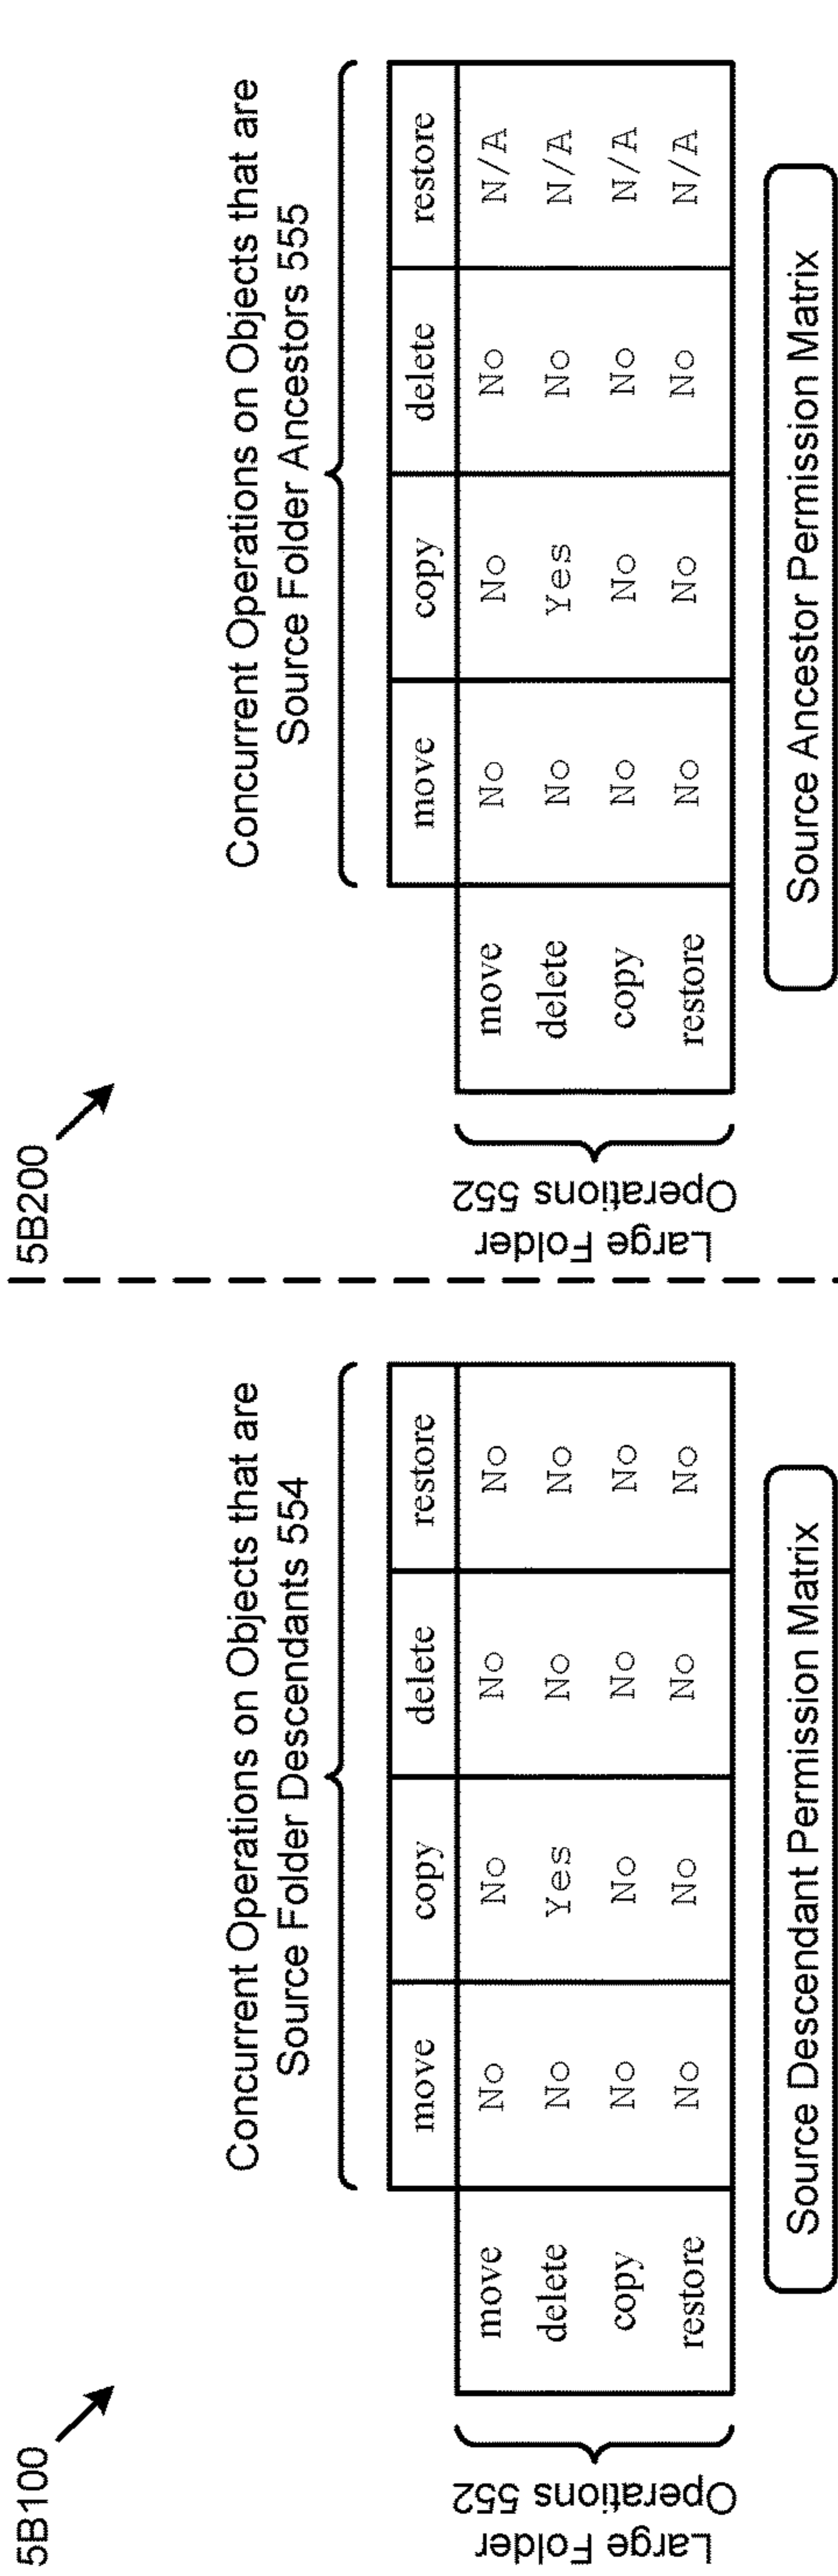 5B100
Concurrent Operations on Objects that are
Source Folder Descendants 554
move copy delete restore
Large Folder
Operations 552
move No No No No
delete No Yes No No
copy No No No No
restore No No No No
Source Descendant Permission Matrix
5B200
Concurrent Operations on Objects that are
Source Folder Ancestors 555
move copy delete restore
Large Folder
Operations 552
move No No No N/A
delete No Yes No N/A
copy No No No N/A
restore No No No N/A
Source Ancestor Permission Matrix